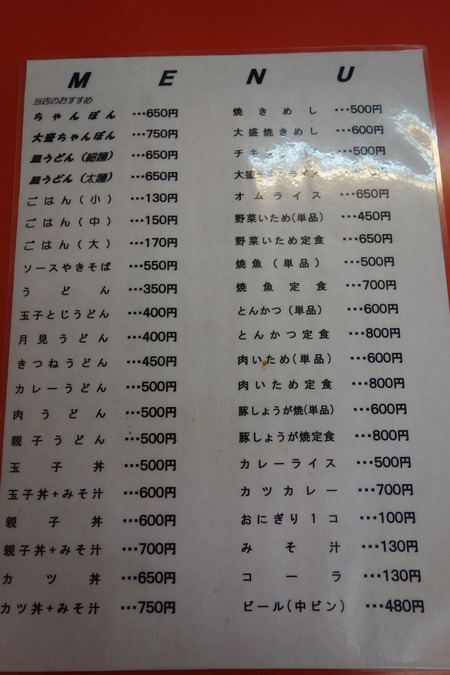 MENU
当店のおすすめ
ちゃんぽん ･･･650円
大盛ちゃんぽん ･･･750円
皿うどん(細麺) ･･･650円
皿うどん(太麺) ･･･650円
ごはん(小) ･･･130円
ごはん(中) ･･･150円
ごはん(大) ･･･170円
ソースやきそば ･･･550円
うどん ･･･350円
玉子とじうどん ･･･400円
月見うどん ･･･400円
きつねうどん ･･･450円
カレーうどん ･･･500円
肉うどん ･･･500円
親子うどん ･･･500円
玉子丼 ･･･500円
玉子丼+みそ汁 ･･･600円
親子丼 ･･･600円
親子丼+みそ汁 ･･･700円
カツ丼 ･･･650円
カツ丼+みそ汁 ･･･750円
焼きめし ･･･500円
大盛焼きめし ･･･600円
チキ ･･･500円
大盛
オムライス ･･･650円
野菜いため(単品) ･･･450円
野菜いため定食 ･･･650円
焼魚(単品) ･･･500円
焼魚定食 ･･･700円
とんかつ(単品) ･･･600円
とんかつ定食 ･･･800円
肉いため(単品) ･･･600円
肉いため定食 ･･･800円
豚しょうが焼(単品) ･･･600円
豚しょうが焼定食 ･･･800円
カレーライス ･･･500円
カツカレー ･･･700円
おにぎり1コ ･･･100円
みそ汁 ･･･130円
コーラ ･･･130円
ビール(中ビン) ･･･480円